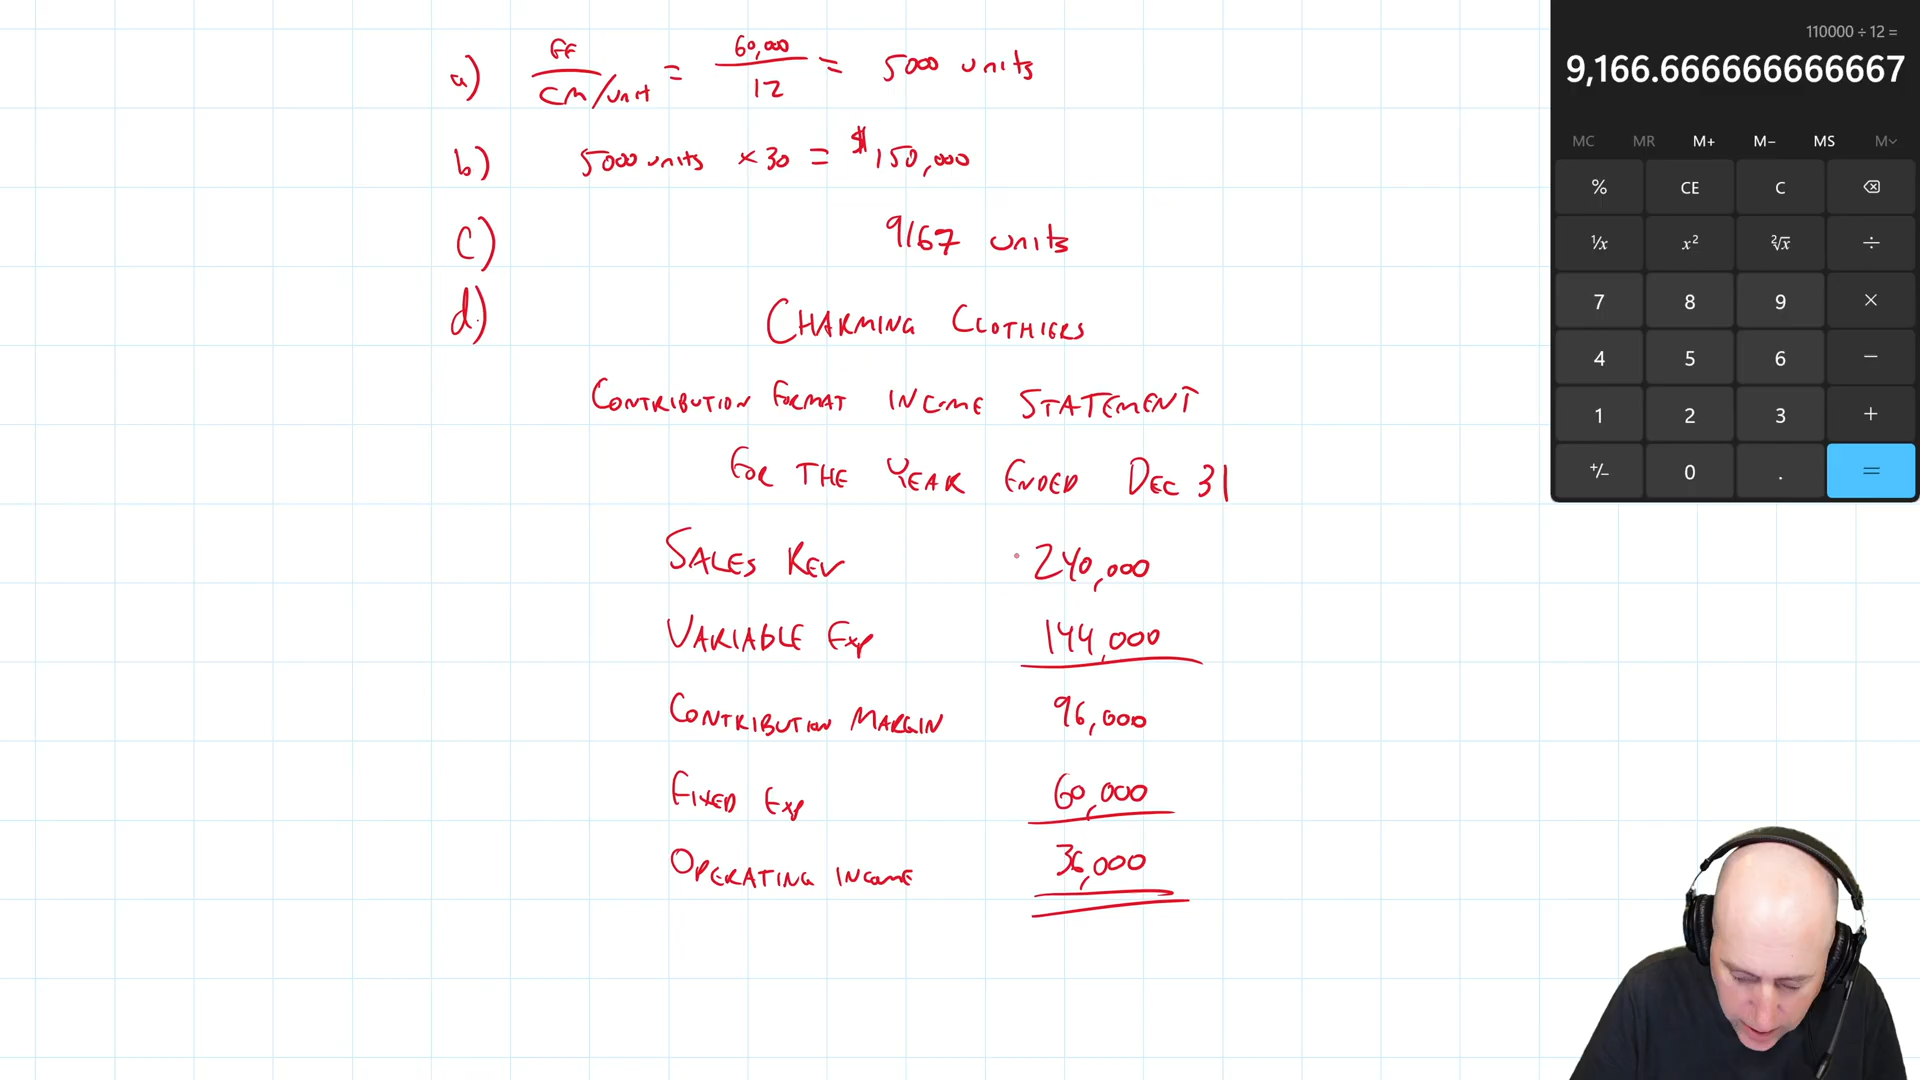 a) FE / CM/unit = 60,000 / 12 = 5000 units
b) 5000 units × 30 = $150,000
c) 9167 units
d) CHARMING CLOTHIERS
CONTRIBUTION FORMAT INCOME STATEMENT
FOR THE YEAR ENDED DEC 31
SALES REV 240,000
VARIABLE EXP 144,000
CONTRIBUTION MARGIN 96,000
FIXED EXP 60,000
OPERATING INCOME 36,000
110000 ÷ 12 =
9,166.666666666667
MC MR M+ M− MS M˅
% CE C ⌫
¹/x x² ²√x ÷
7 8 9 ×
4 5 6 −
1 2 3 +
+/− 0 . =